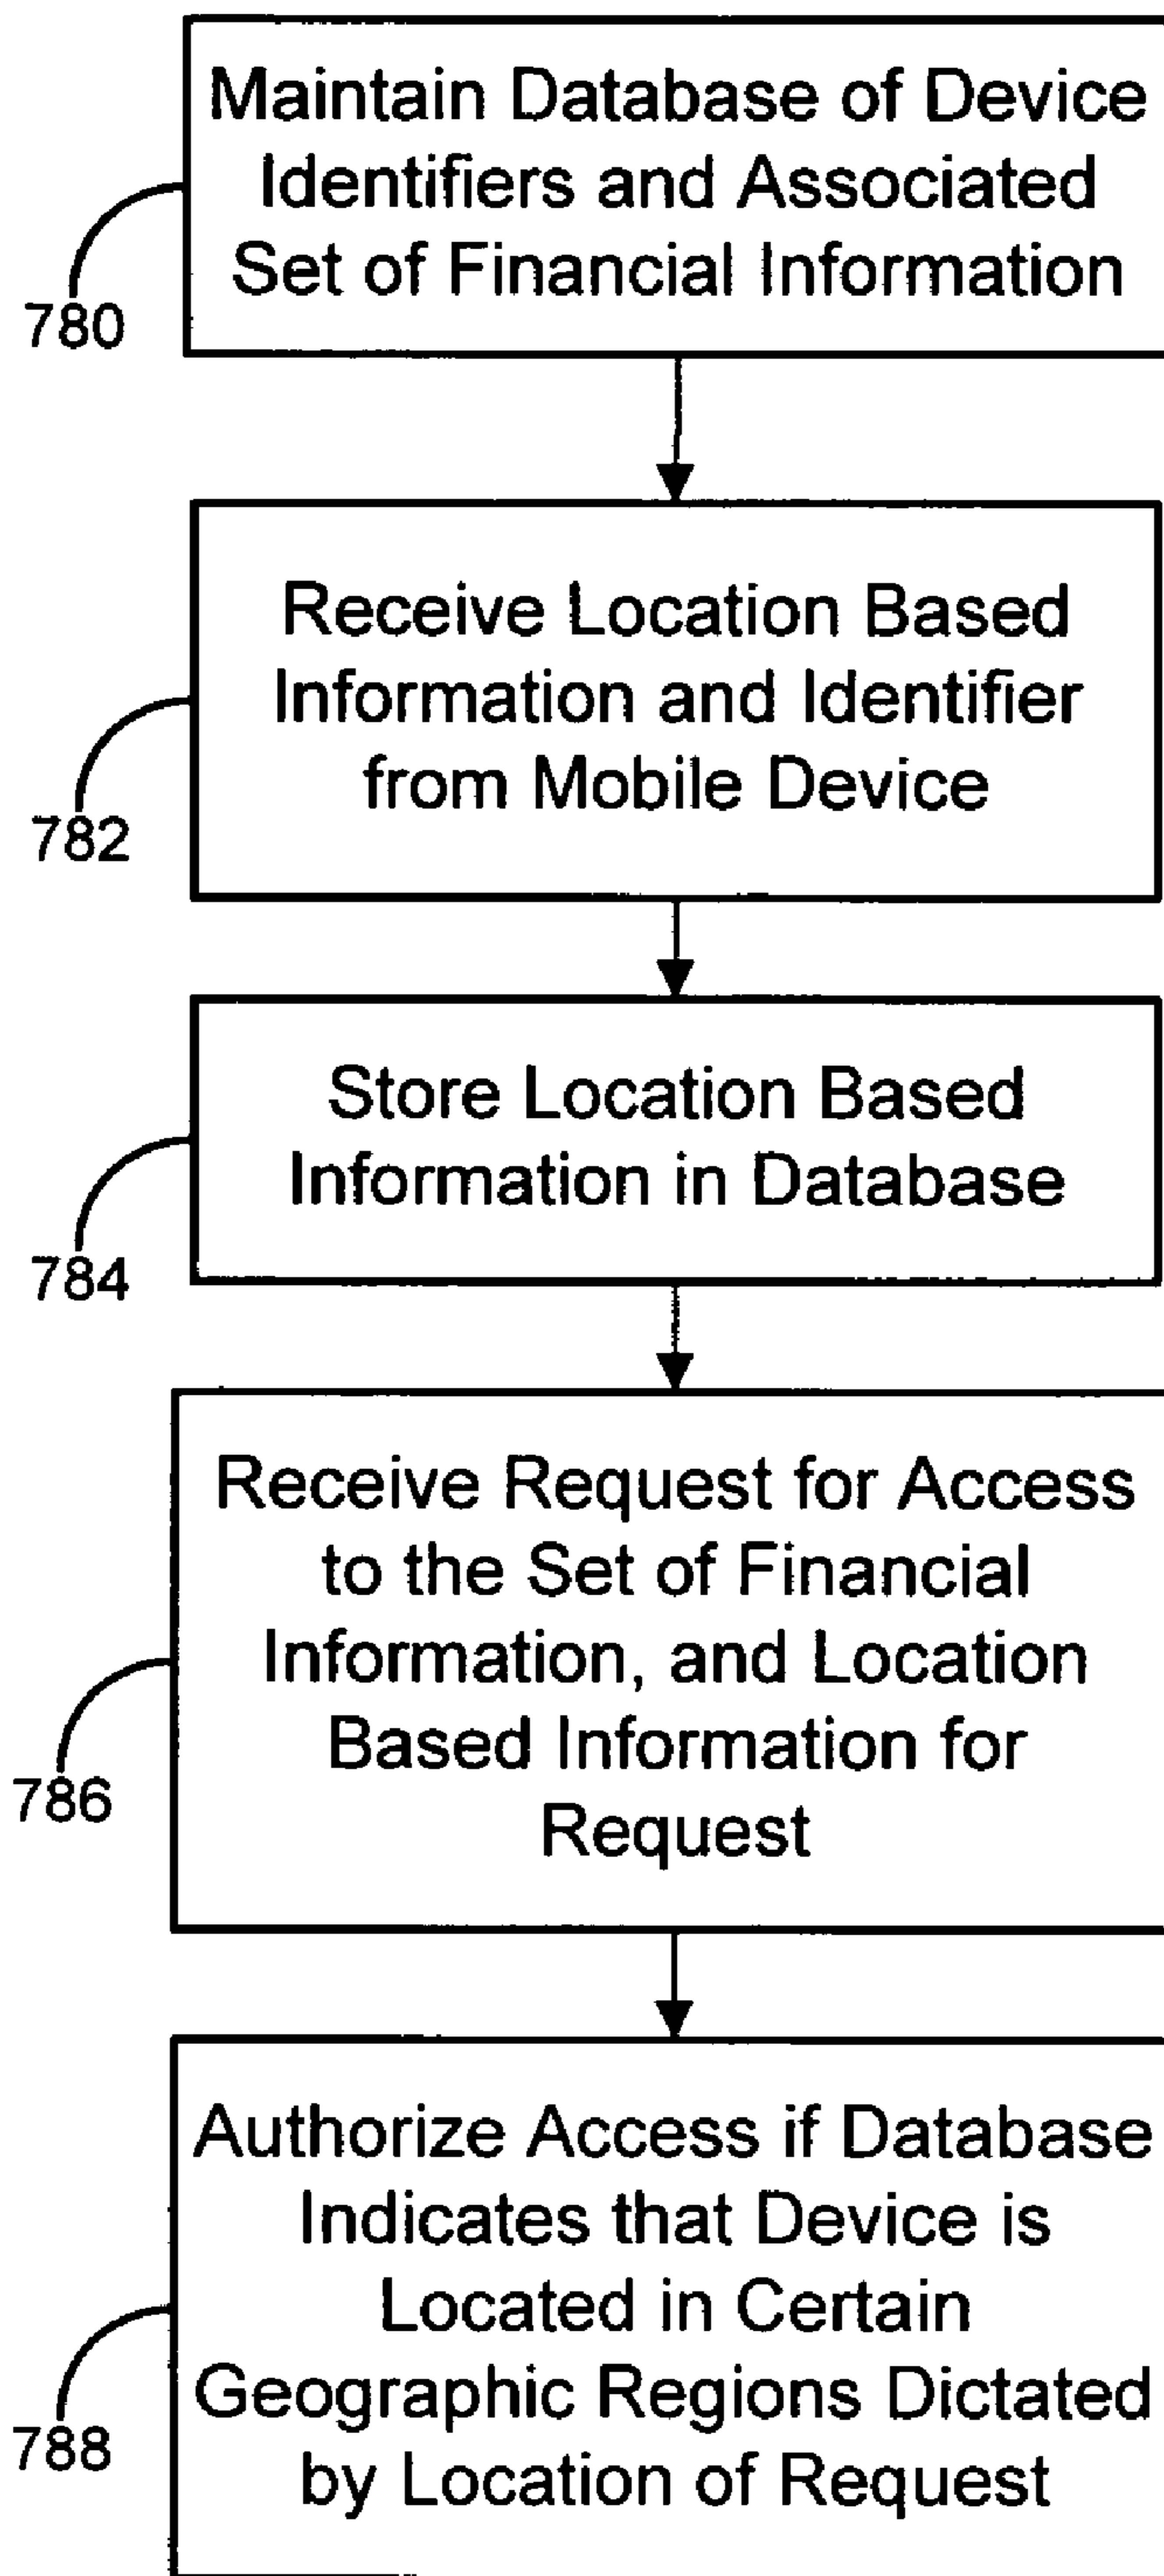 Maintain Database of Device
Identifiers and Associated
Set of Financial Information
780
Receive Location Based
Information and Identifier
from Mobile Device
782
Store Location Based
Information in Database
784
Receive Request for Access
to the Set of Financial
Information, and Location
Based Information for
Request
786
Authorize Access if Database
Indicates that Device is
Located in Certain
Geographic Regions Dictated
by Location of Request
788